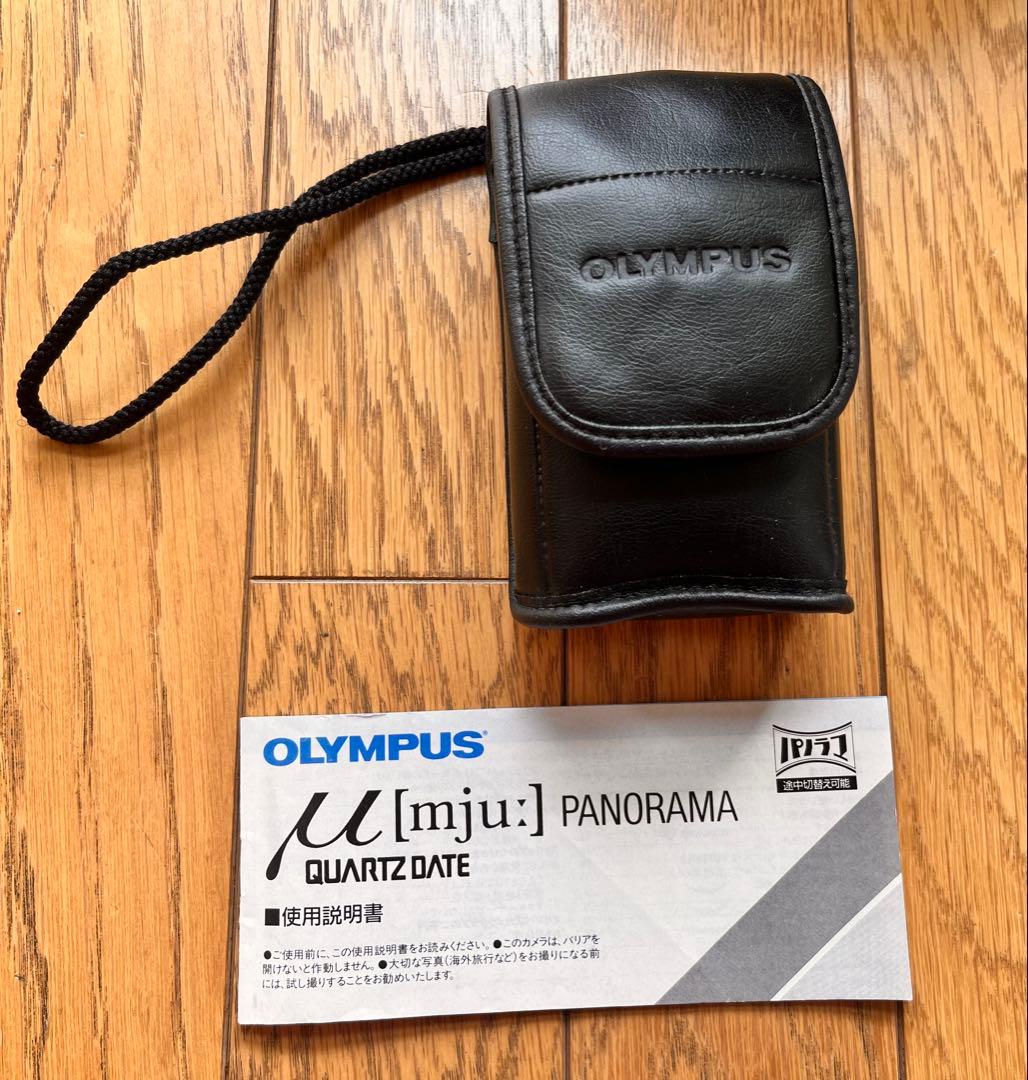 OLYMPUS
OLYMPUS
パノラマ
途中切替え可能
μ[mju:] PANORAMA
QUARTZ DATE
■使用説明書
●ご使用前に、この使用説明書をお読みください。●このカメラは、バリアを
開けないと作動しません。●大切な写真(海外旅行など)をお撮りになる前
には、試し撮りすることをお勧めいたします。